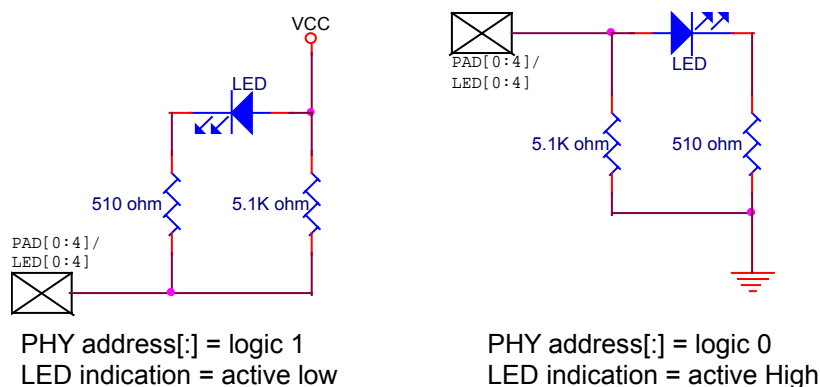 VCC
LED
510 ohm
5.1K ohm
PAD[0:4]/
LED[0:4]
PHY address[:] = logic 1
LED indication = active low
PAD[0:4]/
LED[0:4]
LED
5.1K ohm
510 ohm
PHY address[:] = logic 0
LED indication = active High